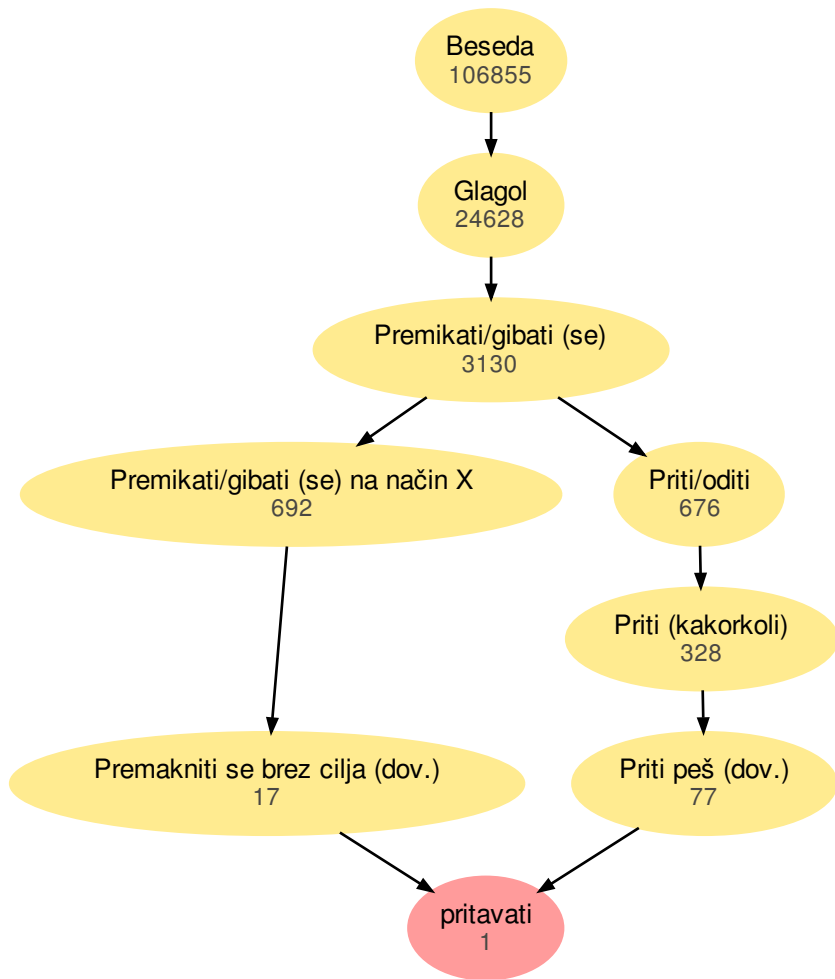 Beseda
106855
Glagol
24628
Premikati/gibati (se)
3130
Premikati/gibati (se) na način X
692
Priti/oditi
676
Priti (kakorkoli)
328
Premakniti se brez cilja (dov.)
17
Priti peš (dov.)
77
pritavati
1